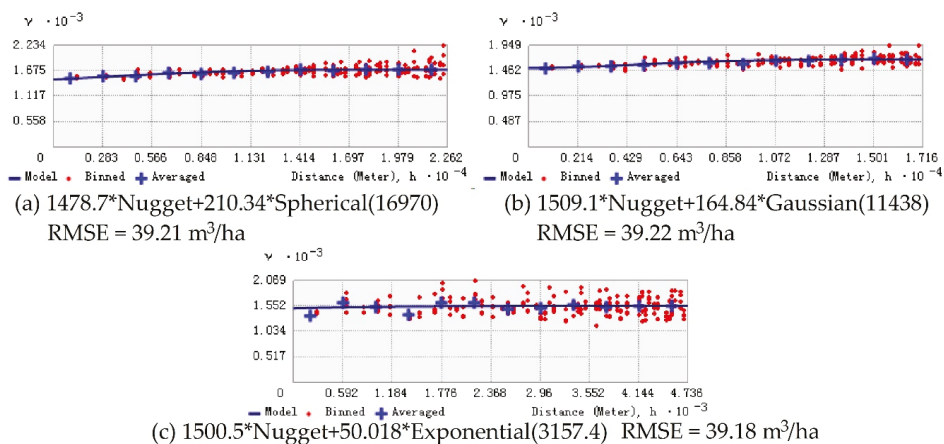 γ · 10⁻³
2.234
1.675
1.117
0.558
0 0.283 0.566 0.848 1.131 1.414 1.697 1.979 2.262
Model Binned Averaged Distance (Meter), h · 10⁻⁴
(a) 1478.7*Nugget+210.34*Spherical(16970)
RMSE = 39.21 m³/ha
γ · 10⁻³
1.949
1.462
0.975
0.487
0 0.214 0.429 0.643 0.858 1.072 1.287 1.501 1.716
Model Binned Averaged Distance (Meter), h · 10⁻⁴
(b) 1509.1*Nugget+164.84*Gaussian(11438)
RMSE = 39.22 m³/ha
γ · 10⁻³
2.069
1.552
1.034
0.517
0 0.592 1.184 1.776 2.368 2.96 3.552 4.144 4.736
Model Binned Averaged Distance (Meter), h · 10⁻³
(c) 1500.5*Nugget+50.018*Exponential(3157.4) RMSE = 39.18 m³/ha